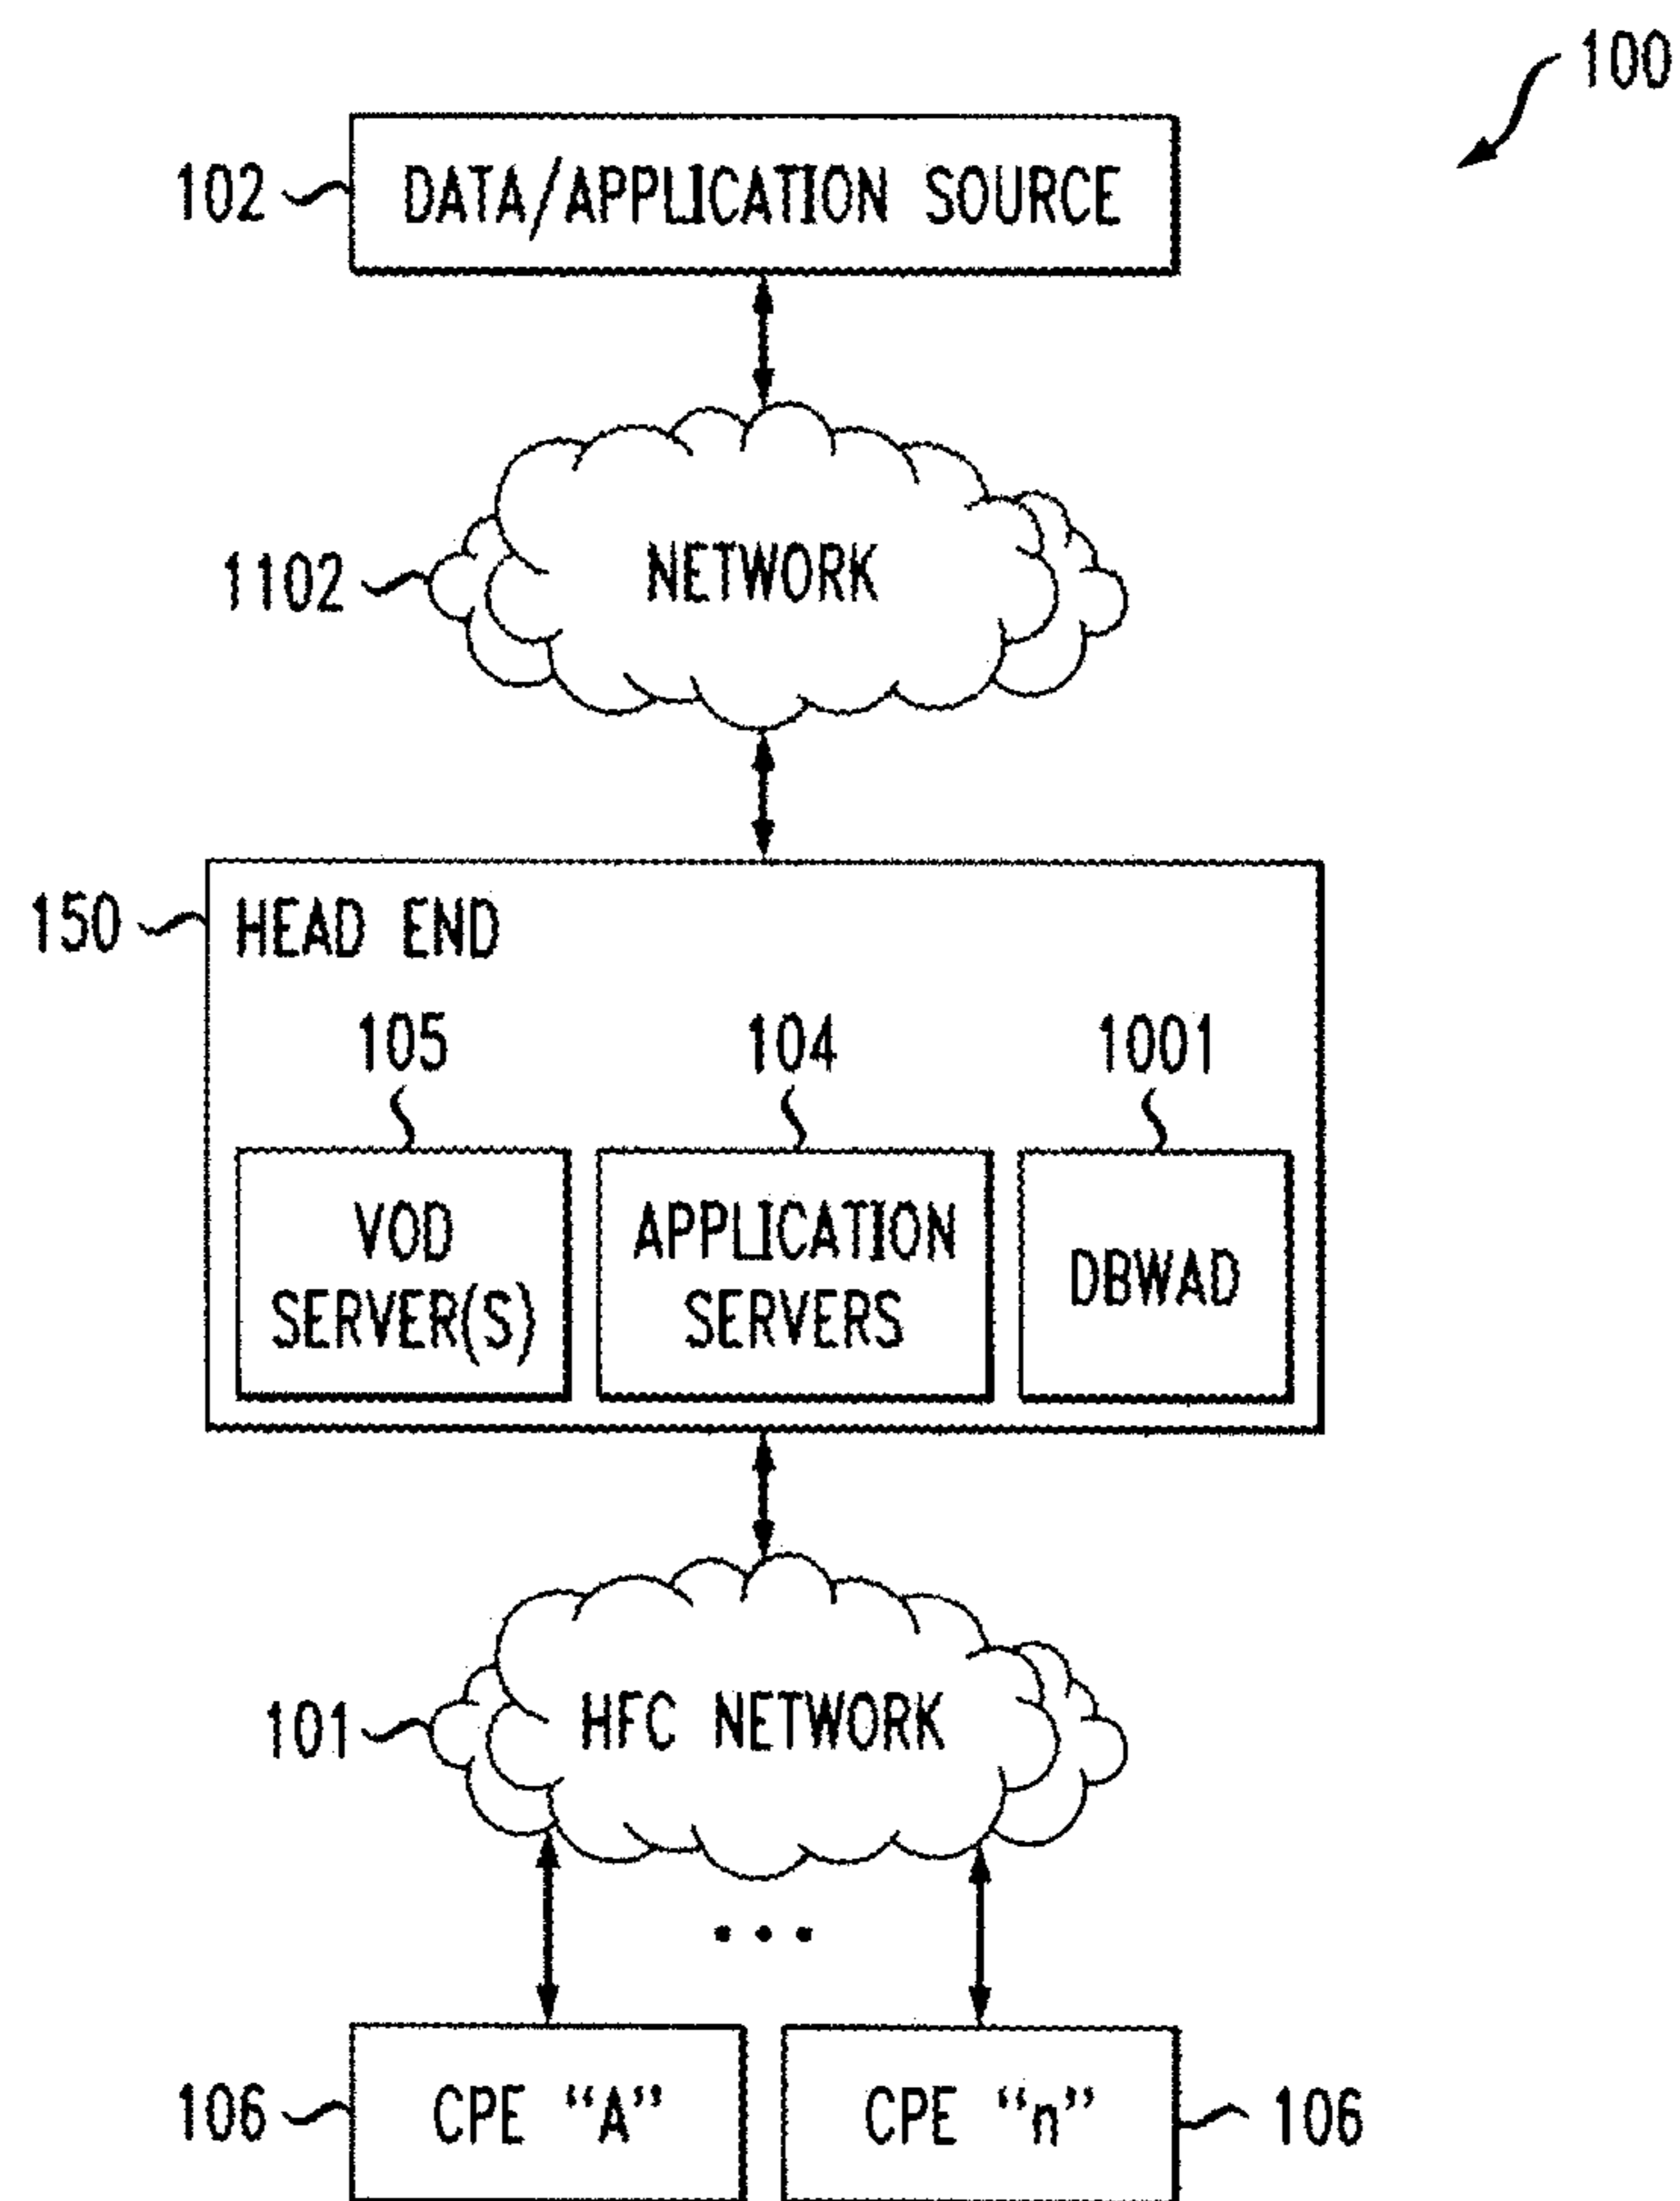 100
102
DATA/APPLICATION SOURCE
1102
NETWORK
150
HEAD END
105
104
1001
VOD
SERVER(S)
APPLICATION
SERVERS
DBWAD
101
HFC NETWORK
...
106
CPE “A”
CPE “n”
106